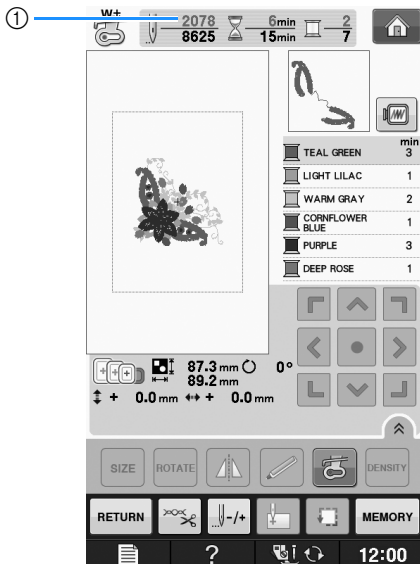 ①
W+
2078 6min 2
8625 15min 7
min
TEAL GREEN 3
LIGHT LILAC 1
WARM GRAY 2
CORNFLOWER
BLUE 1
PURPLE 3
DEEP ROSE 1
87.3 mm 0°
89.2 mm
+ 0.0 mm + 0.0 mm
SIZE ROTATE DENSITY
RETURN -/+ MEMORY
? 12:00